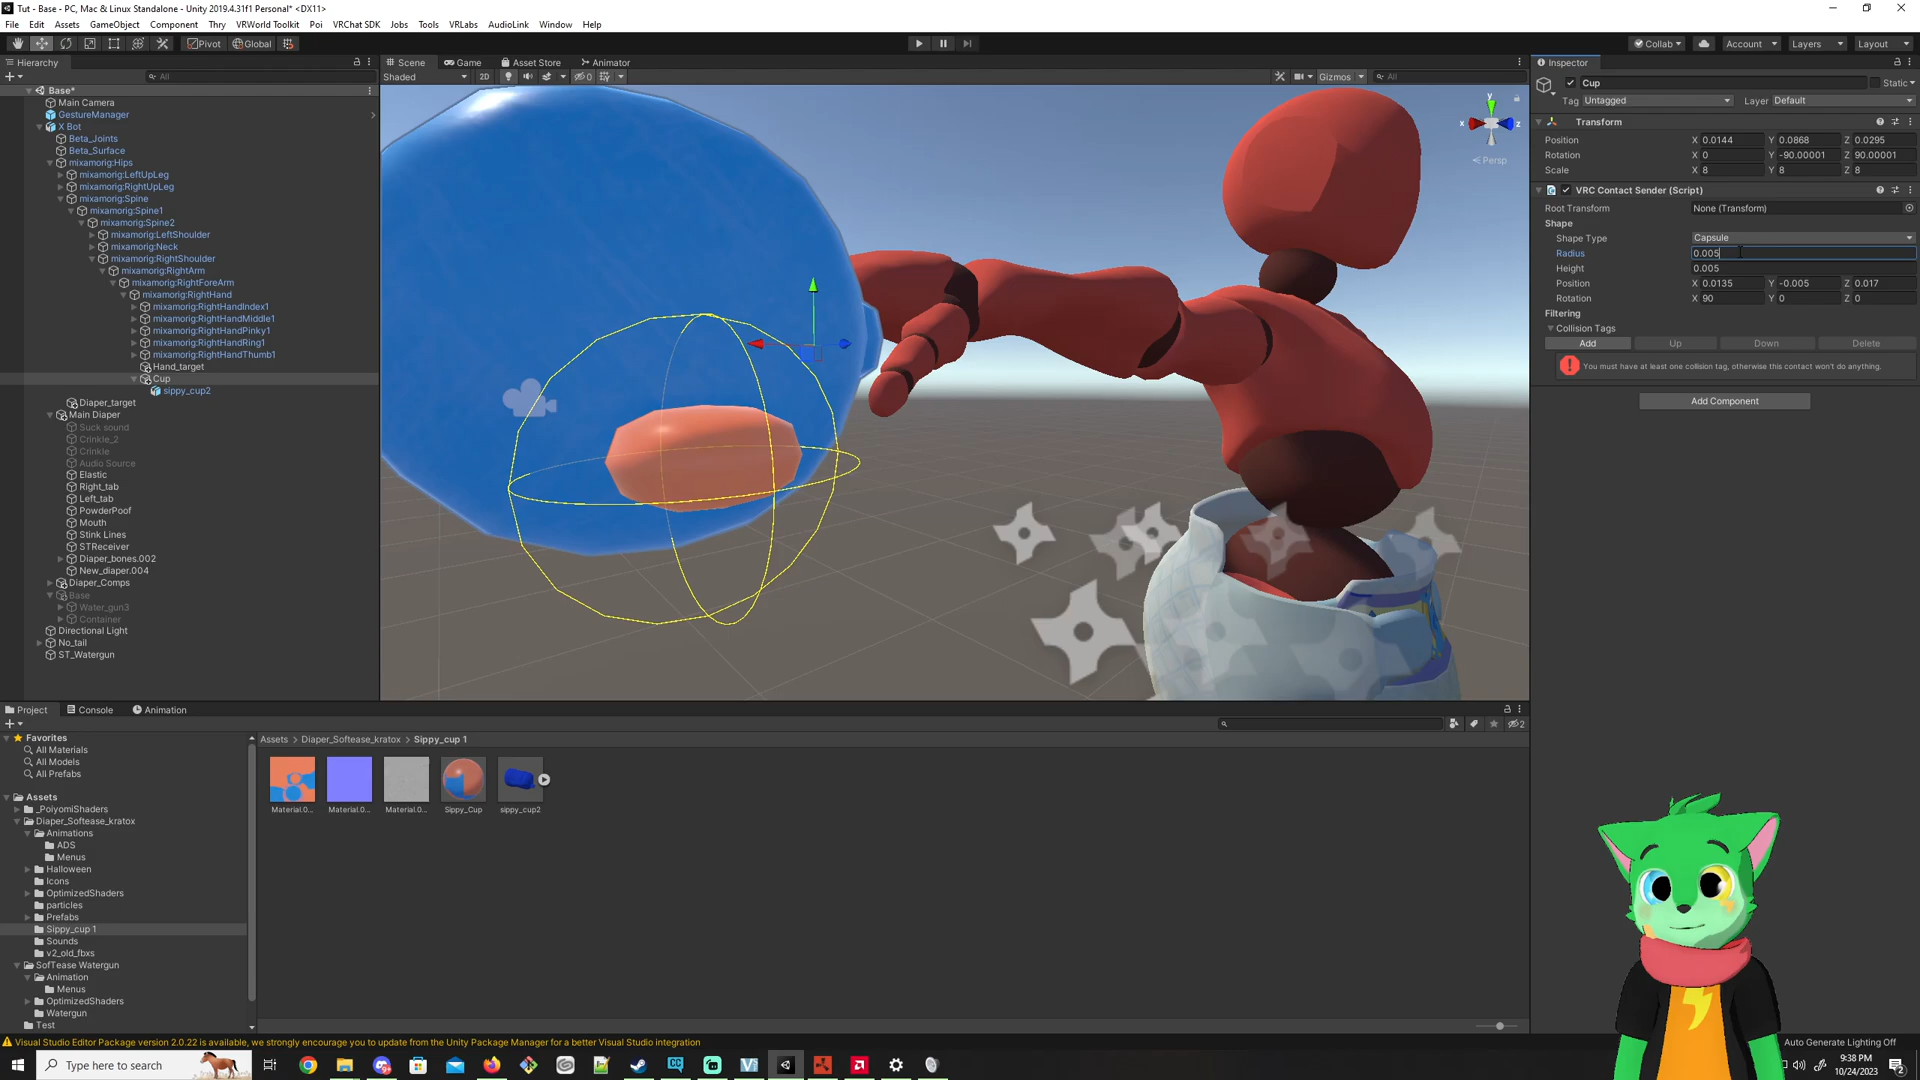 Tut - Base - PC, Mac & Linux Standalone - Unity 2019.4.31f1 Personal* <DX11>
File Edit Assets GameObject Component Thry VRWorld Toolkit Poi VRChat SDK Jobs Tools VRLabs AudioLink Window Help
Pivot Global Collab Account Layers Layout
Hierarchy
All
Base*
Main Camera
GestureManager
X Bot
Beta_Joints
Beta_Surface
mixamorig:Hips
mixamorig:LeftUpLeg
mixamorig:RightUpLeg
mixamorig:Spine
mixamorig:Spine1
mixamorig:Spine2
mixamorig:LeftShoulder
mixamorig:Neck
mixamorig:RightShoulder
mixamorig:RightArm
mixamorig:RightForeArm
mixamorig:RightHand
mixamorig:RightHandIndex1
mixamorig:RightHandMiddle1
mixamorig:RightHandPinky1
mixamorig:RightHandRing1
mixamorig:RightHandThumb1
Hand_target
Cup
sippy_cup2
Diaper_target
Main Diaper
Suck sound
Crinkle_2
Crinkle
Audio Source
Elastic
Right_tab
Left_tab
PowderPoof
Mouth
Stink Lines
STReceiver
Diaper_bones.002
New_diaper.004
Diaper_Comps
Base
Water_gun3
Container
Directional Light
No_tail
ST_Watergun
Scene Game Asset Store Animator
Shaded 2D 0 Gizmos All
y
x z
Persp
Inspector
Cup Static
Tag Untagged Layer Default
Transform
Position X 0.0144 Y 0.0868 Z 0.0295
Rotation X 0 Y -90.00001 Z 90.00001
Scale X 8 Y 8 Z 8
VRC Contact Sender (Script)
Root Transform None (Transform)
Shape
Shape Type Capsule
Radius 0.005
Height 0.005
Position X 0.0135 Y -0.005 Z 0.017
Rotation X 90 Y 0 Z 0
Filtering
Collision Tags
Add Up Down Delete
You must have at least one collision tag, otherwise this contact won't do anything.
Add Component
Project Console Animation
2
Favorites
All Materials
All Models
All Prefabs
Assets
_PoiyomiShaders
Diaper_Softease_kratox
Animations
ADS
Menus
Halloween
Icons
OptimizedShaders
particles
Prefabs
Sippy_cup 1
Sounds
v2_old_fbxs
SofTease Watergun
Animation
Menus
OptimizedShaders
Watergun
Test
Assets > Diaper_Softease_kratox > Sippy_cup 1
Material.0... Material.0... Material.0... Sippy_Cup sippy_cup2
Visual Studio Editor Package version 2.0.22 is available, we strongly encourage you to update from the Unity Package Manager for a better Visual Studio integration
Auto Generate Lighting Off
Type here to search
9:38 PM
10/24/2023